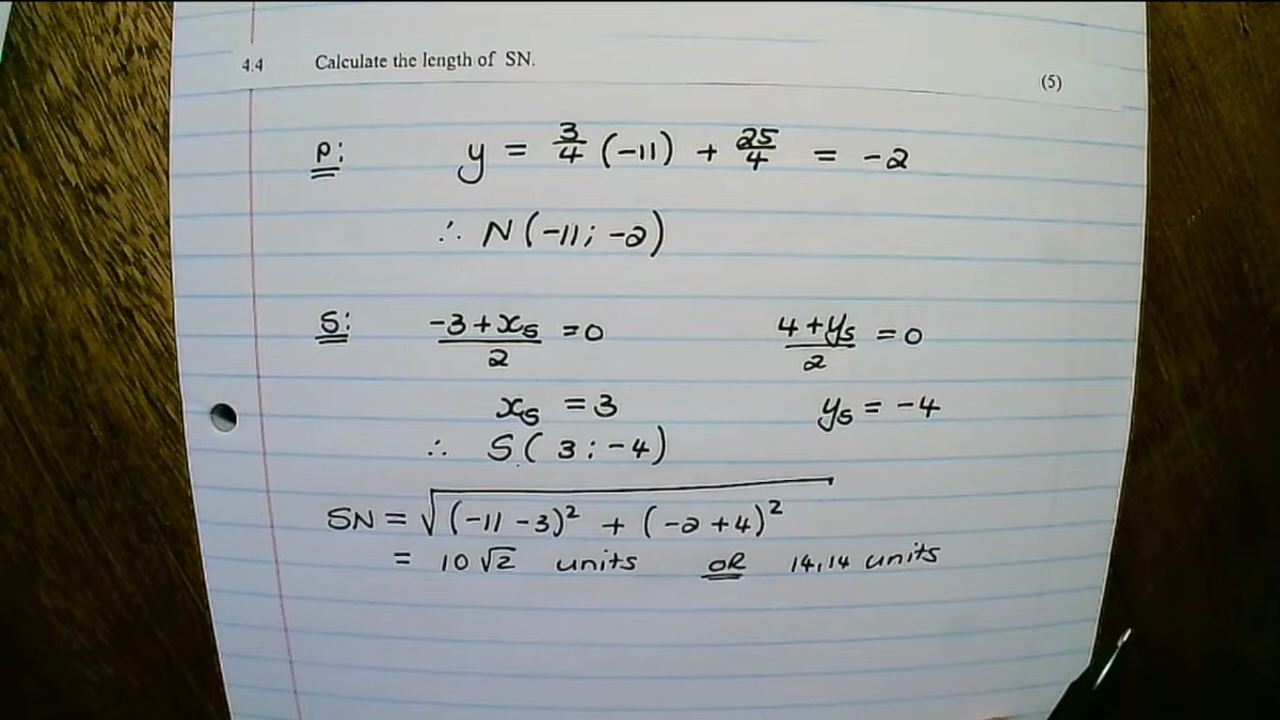 4.4 Calculate the length of SN.
(5)
P: y = 3/4 (-11) + 25/4 = -2
∴ N(-11; -2)
S: (-3 + x_S)/2 = 0 (4 + y_S)/2 = 0
x_S = 3 y_S = -4
∴ S(3; -4)
SN = √((-11 - 3)² + (-2 + 4)²)
= 10√2 units OR 14,14 units